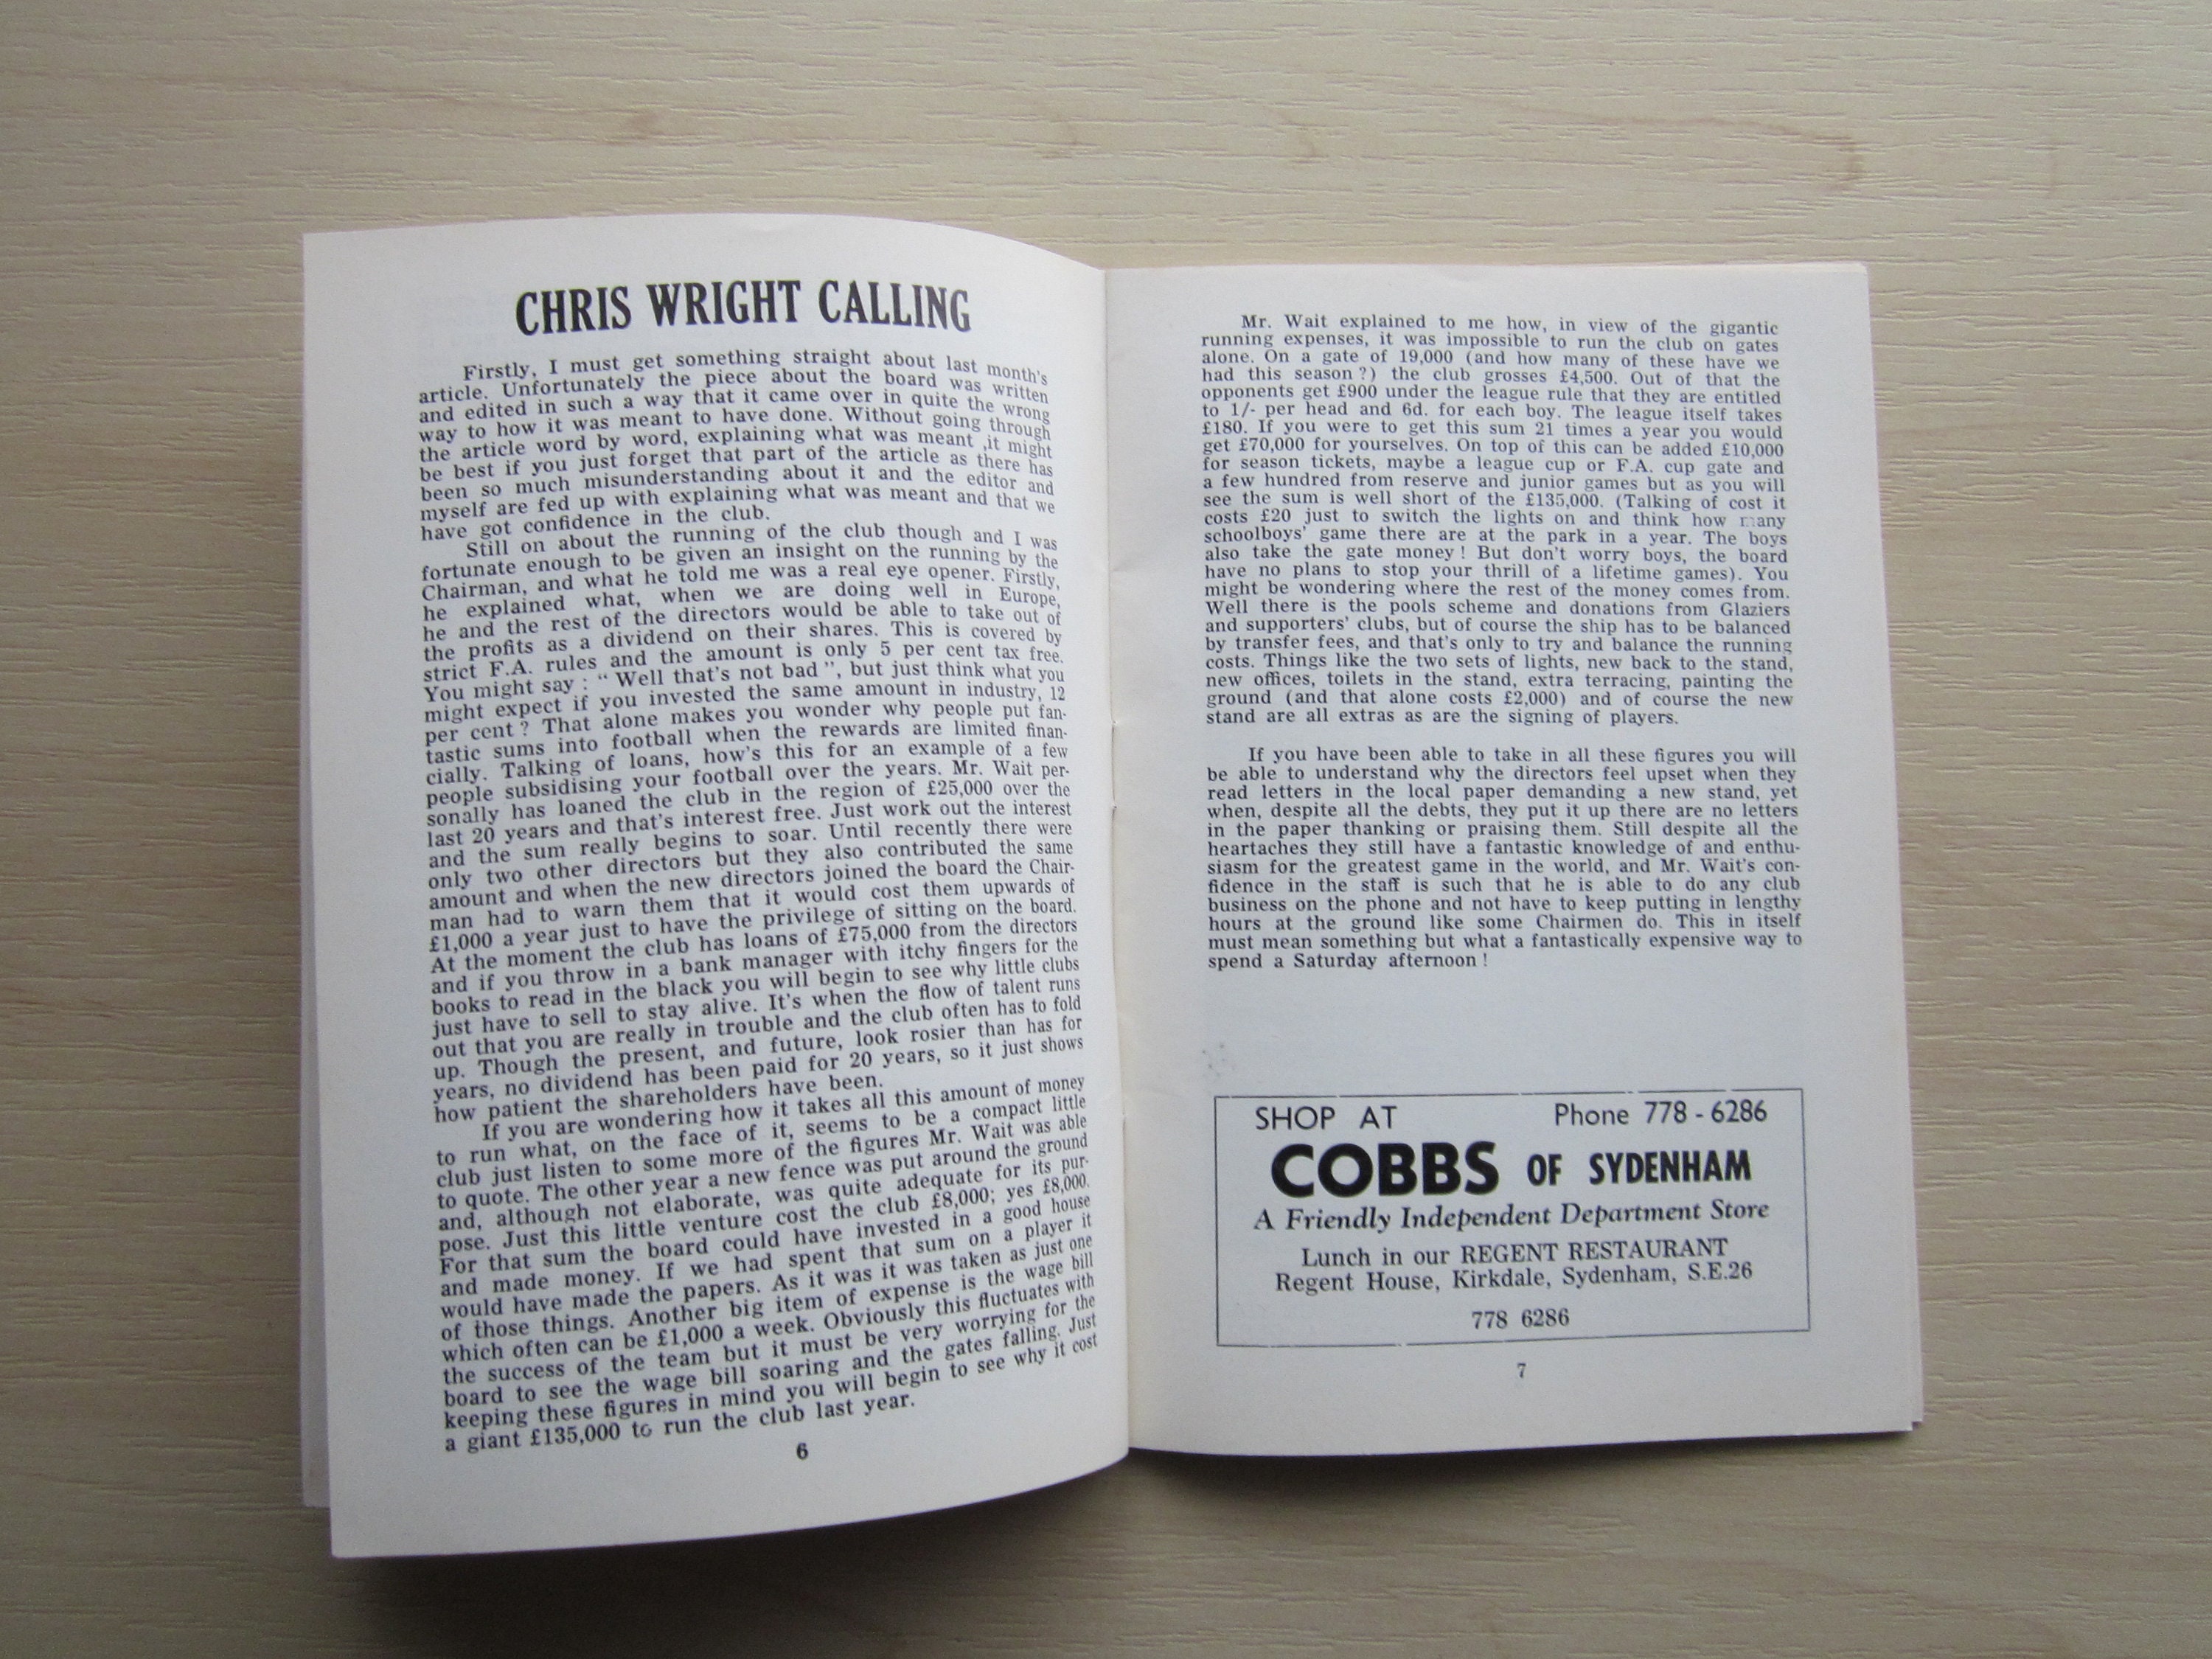 CHRIS WRIGHT CALLING
Firstly, I must get something straight about last month's
article. Unfortunately the piece about the board was written
and edited in such a way that it came over in quite the wrong
way to how it was meant to have done. Without going through
the article word by word, explaining what was meant ,it might
be best if you just forget that part of the article as there has
been so much misunderstanding about it and the editor and
myself are fed up with explaining what was meant and that we
have got confidence in the club.
Still on about the running of the club though and I was
fortunate enough to be given an insight on the running by the
Chairman, and what he told me was a real eye opener. Firstly,
he explained what, when we are doing well in Europe,
he and the rest of the directors would be able to take out of
the profits as a dividend on their shares. This is covered by
strict F.A. rules and the amount is only 5 per cent tax free.
You might say : " Well that's not bad ", but just think what you
might expect if you invested the same amount in industry, 12
per cent ? That alone makes you wonder why people put fan-
tastic sums into football when the rewards are limited finan-
cially. Talking of loans, how's this for an example of a few
people subsidising your football over the years. Mr. Wait per-
sonally has loaned the club in the region of £25,000 over the
last 20 years and that's interest free. Just work out the interest
and the sum really begins to soar. Until recently there were
only two other directors but they also contributed the same
amount and when the new directors joined the board the Chair-
man had to warn them that it would cost them upwards of
£1,000 a year just to have the privilege of sitting on the board.
At the moment the club has loans of £75,000 from the directors
and if you throw in a bank manager with itchy fingers for the
books to read in the black you will begin to see why little clubs
just have to sell to stay alive. It's when the flow of talent runs
out that you are really in trouble and the club often has to fold
up. Though the present, and future, look rosier than has for
years, no dividend has been paid for 20 years, so it just shows
how patient the shareholders have been.
If you are wondering how it takes all this amount of money
to run what, on the face of it, seems to be a compact little
club just listen to some more of the figures Mr. Wait was able
to quote. The other year a new fence was put around the ground
and, although not elaborate, was quite adequate for its pur-
pose. Just this little venture cost the club £8,000; yes £8,000.
For that sum the board could have invested in a good house
and made money. If we had spent that sum on a player it
would have made the papers. As it was it was taken as just one
of those things. Another big item of expense is the wage bill
which often can be £1,000 a week. Obviously this fluctuates with
the success of the team but it must be very worrying for the
board to see the wage bill soaring and the gates falling. Just
keeping these figures in mind you will begin to see why it cost
a giant £135,000 to run the club last year.
6
Mr. Wait explained to me how, in view of the gigantic
running expenses, it was impossible to run the club on gates
alone. On a gate of 19,000 (and how many of these have we
had this season ?) the club grosses £4,500. Out of that the
opponents get £900 under the league rule that they are entitled
to 1/- per head and 6d. for each boy. The league itself takes
£180. If you were to get this sum 21 times a year you would
get £70,000 for yourselves. On top of this can be added £10,000
for season tickets, maybe a league cup or F.A. cup gate and
a few hundred from reserve and junior games but as you will
see the sum is well short of the £135,000. (Talking of cost it
costs £20 just to switch the lights on and think how many
schoolboys' game there are at the park in a year. The boys
also take the gate money ! But don't worry boys, the board
have no plans to stop your thrill of a lifetime games). You
might be wondering where the rest of the money comes from.
Well there is the pools scheme and donations from Glaziers
and supporters' clubs, but of course the ship has to be balanced
by transfer fees, and that's only to try and balance the running
costs. Things like the two sets of lights, new back to the stand,
new offices, toilets in the stand, extra terracing, painting the
ground (and that alone costs £2,000) and of course the new
stand are all extras as are the signing of players.
If you have been able to take in all these figures you will
be able to understand why the directors feel upset when they
read letters in the local paper demanding a new stand, yet
when, despite all the debts, they put it up there are no letters
in the paper thanking or praising them. Still despite all the
heartaches they still have a fantastic knowledge of and enthu-
siasm for the greatest game in the world, and Mr. Wait's con-
fidence in the staff is such that he is able to do any club
business on the phone and not have to keep putting in lengthy
hours at the ground like some Chairmen do. This in itself
must mean something but what a fantastically expensive way to
spend a Saturday afternoon !
SHOP AT Phone 778 - 6286
COBBS OF SYDENHAM
A Friendly Independent Department Store
Lunch in our REGENT RESTAURANT
Regent House, Kirkdale, Sydenham, S.E.26
778 6286
7